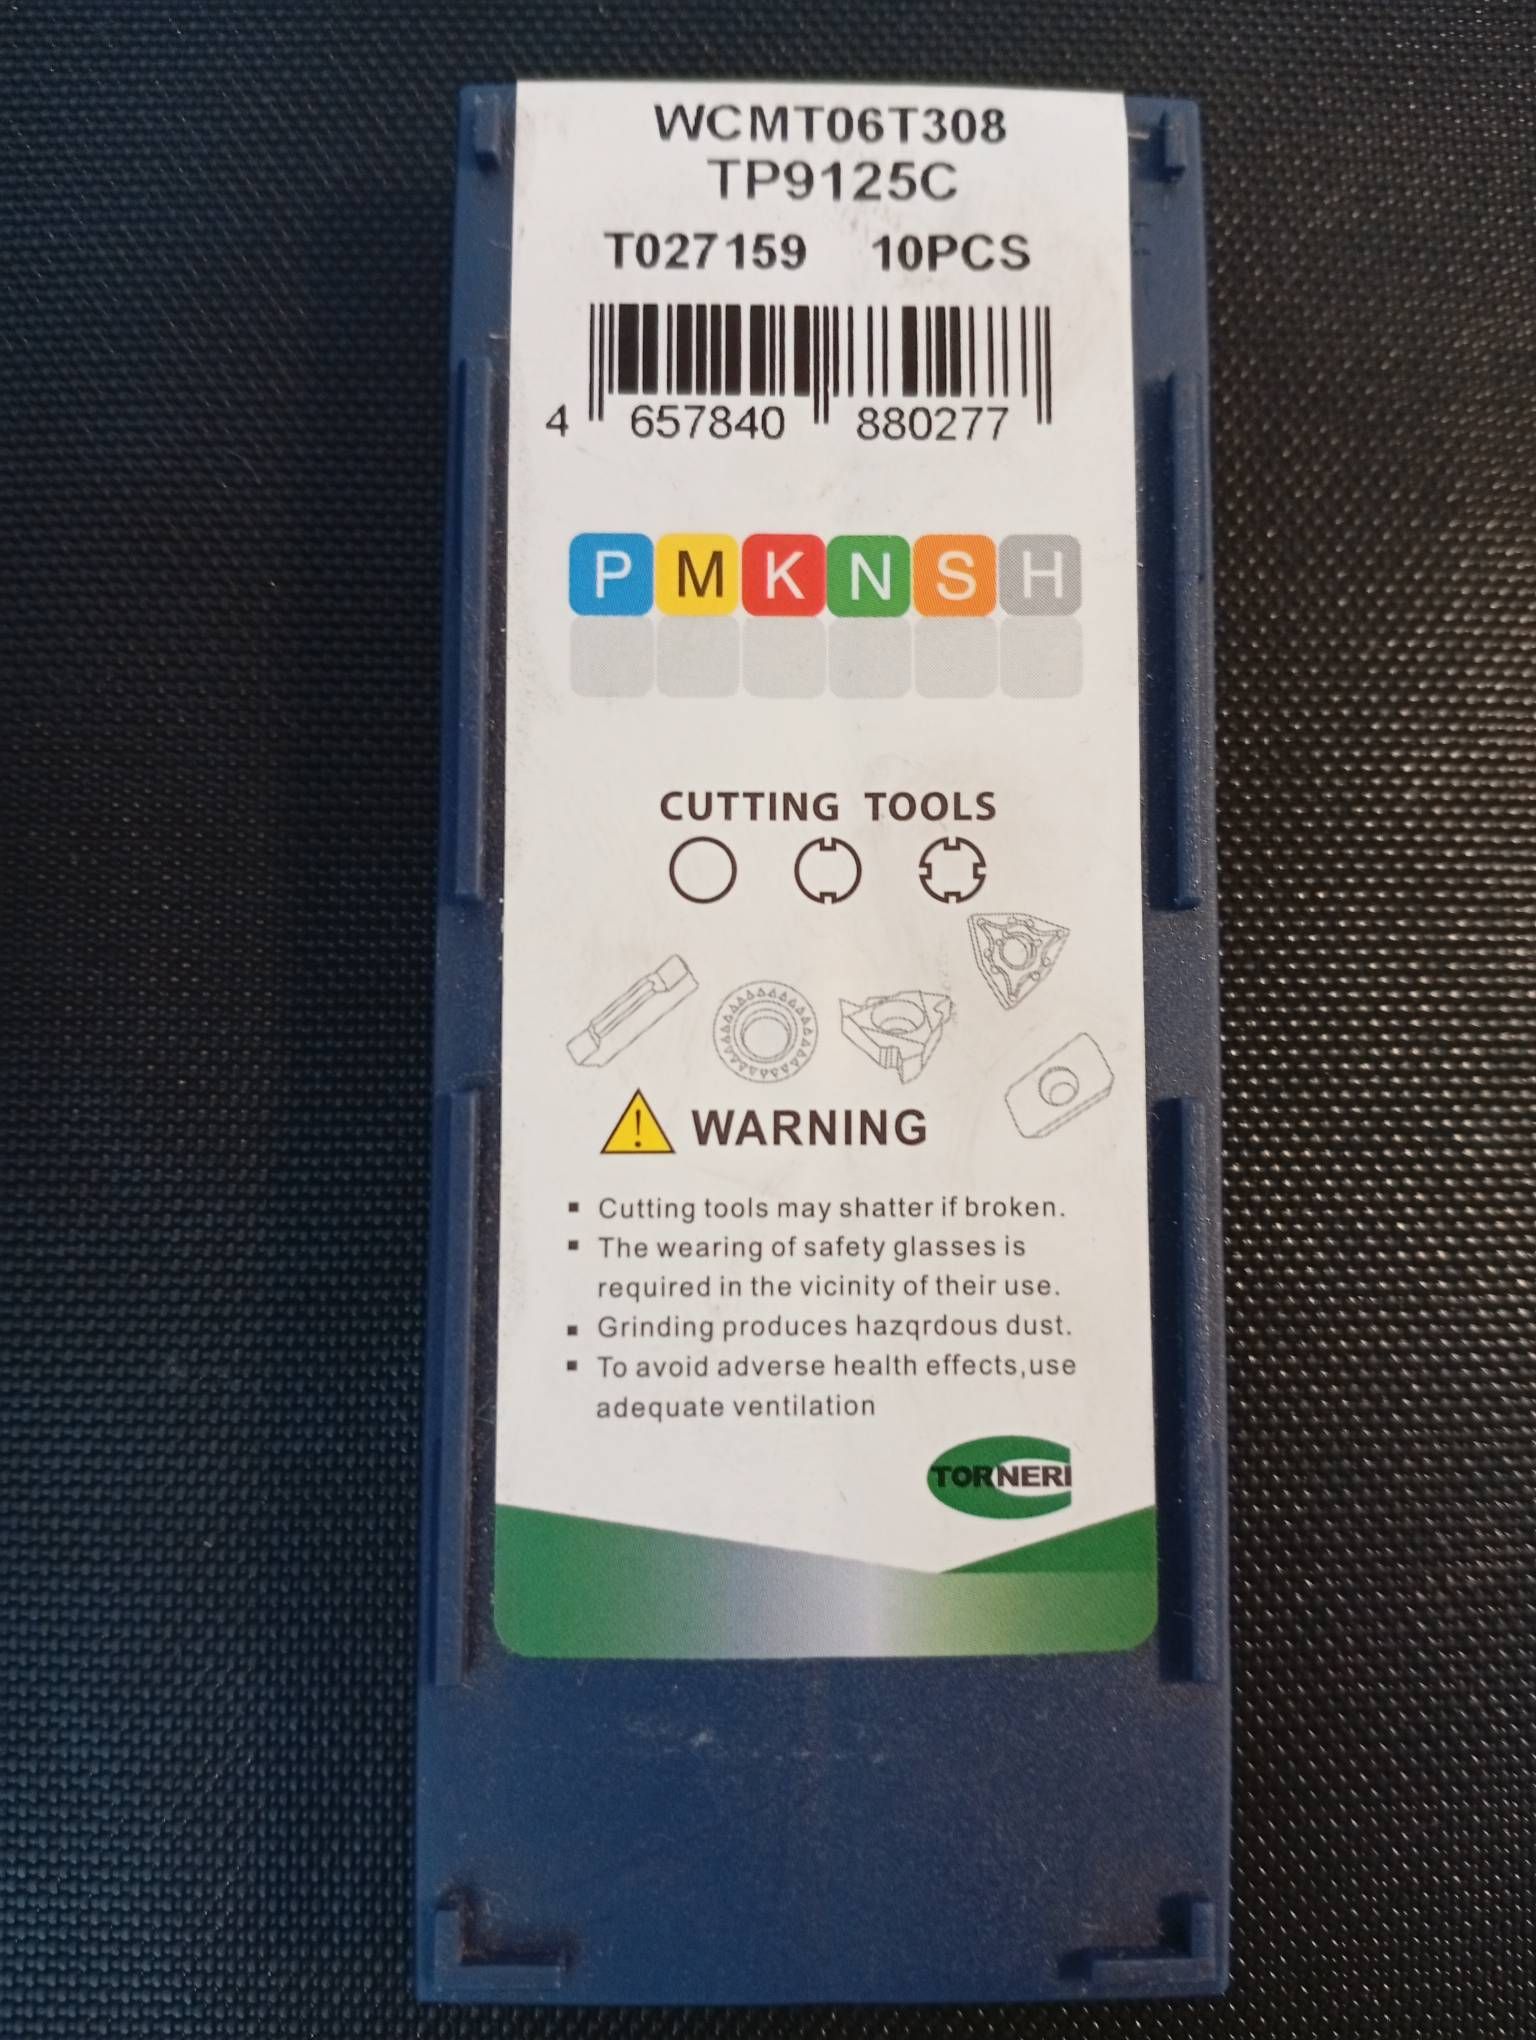 WCMT06T308
TP9125C
T027159 10PCS
4 657840 880277
P M K N S H
CUTTING TOOLS
WARNING
▪ Cutting tools may shatter if broken.
▪ The wearing of safety glasses is
required in the vicinity of their use.
▪ Grinding produces hazqrdous dust.
▪ To avoid adverse health effects,use
adequate ventilation
TORNERI